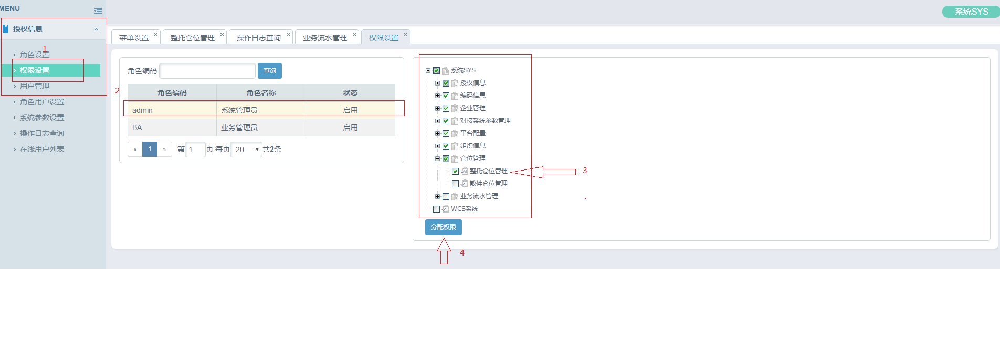 MENU
系统SYS
授权信息
1
角色设置
权限设置
用户管理
角色用户设置
系统参数设置
操作日志查询
在线用户列表
菜单设置 × 整托仓位管理 × 操作日志查询 × 业务流水管理 × 权限设置 ×
角色编码 查询
2
角色编码 角色名称 状态
admin 系统管理员 启用
BA 业务管理员 启用
« 1 » 第 1 页 每页 20 ▼ 共2条
系统SYS
授权信息
编码信息
企业管理
对接系统参数管理
平台配置
组织信息
仓位管理
整托仓位管理 3
散件仓位管理
业务流水管理
WCS系统
分配权限
4